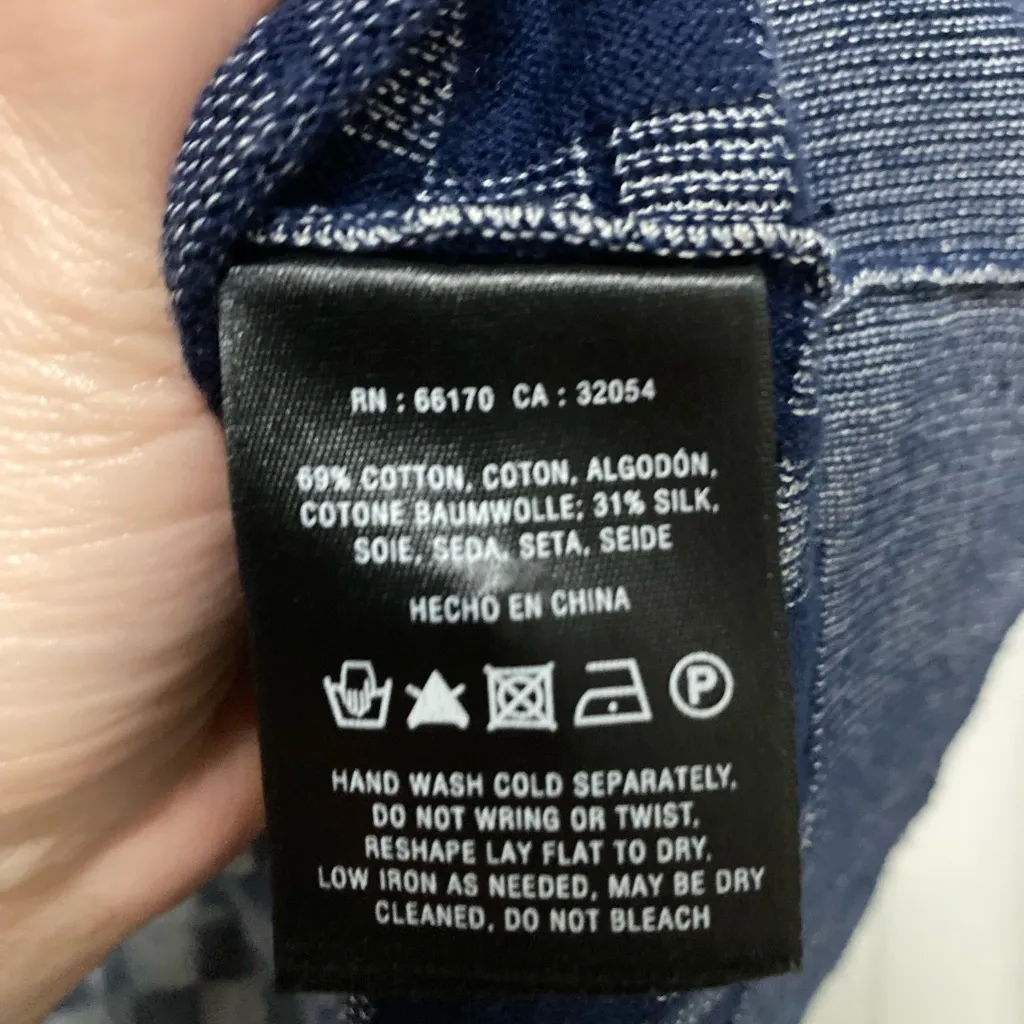 RN : 66170 CA : 32054
69% COTTON, COTON, ALGODÓN,
COTONE BAUMWOLLE; 31% SILK,
SOIE, SEDA, SETA, SEIDE
HECHO EN CHINA
P
HAND WASH COLD SEPARATELY,
DO NOT WRING OR TWIST,
RESHAPE LAY FLAT TO DRY,
LOW IRON AS NEEDED, MAY BE DRY
CLEANED, DO NOT BLEACH